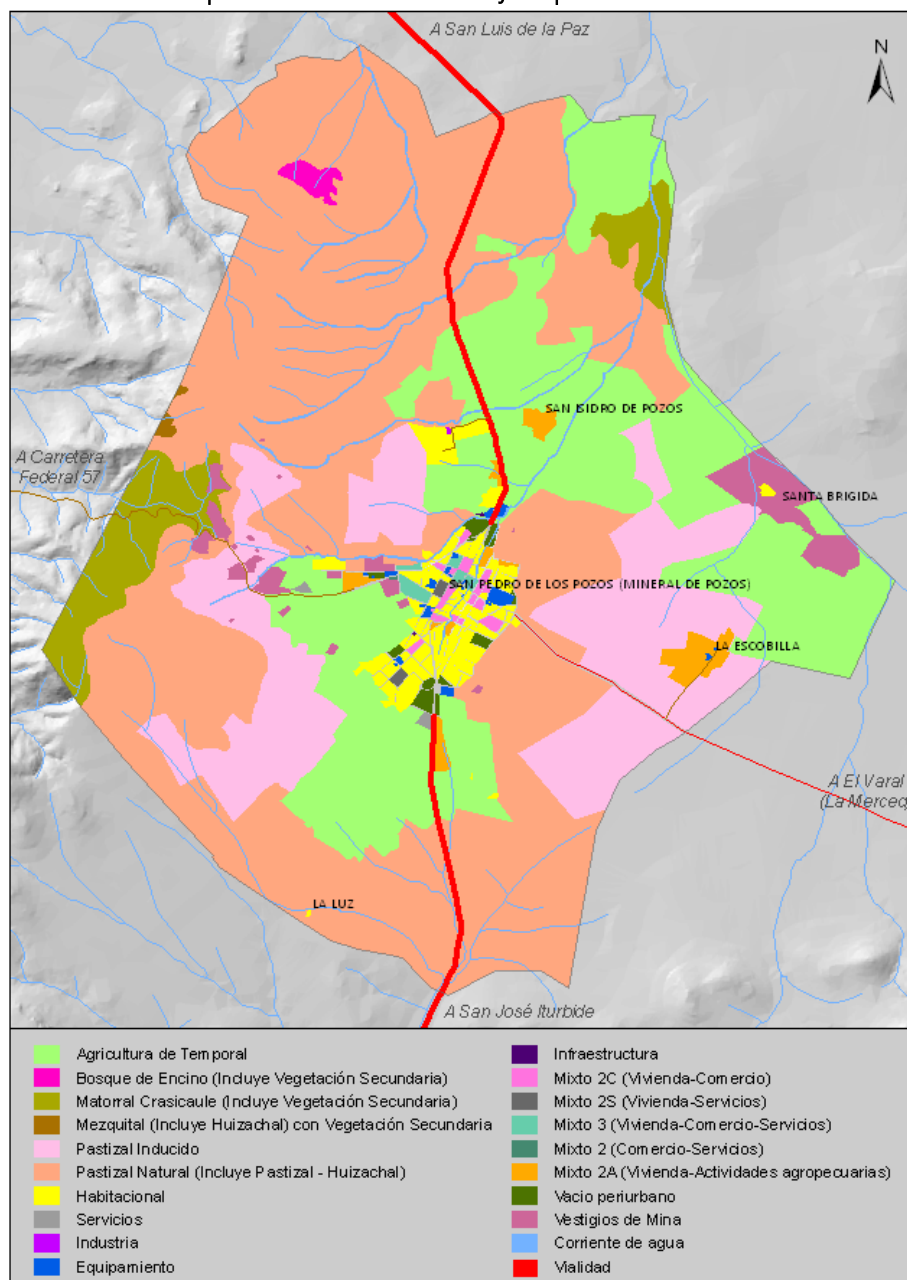 A San Luis de la Paz
N
SAN ISIDRO DE POZOS
A Carretera
Federal 57
SANTA BRIGIDA
SAN PEDRO DE LOS POZOS (MINERAL DE POZOS)
LA ESCOBILLA
A El Varal
(La Merced
LA LUZ
A San José Iturbide
Agricultura de Temporal
Bosque de Encino (Incluye Vegetación Secundaria)
Matorral Crasicaule (Incluye Vegetación Secundaria)
Mezquital (Incluye Huizachal) con Vegetación Secundaria
Pastizal Inducido
Pastizal Natural (Incluye Pastizal - Huizachal)
Habitacional
Servicios
Industria
Equipamiento
Infraestructura
Mixto 2C (Vivienda-Comercio)
Mixto 2S (Vivienda-Servicios)
Mixto 3 (Vivienda-Comercio-Servicios)
Mixto 2 (Comercio-Servicios)
Mixto 2A (Vivienda-Actividades agropecuarias)
Vacio periurbano
Vestigios de Mina
Corriente de agua
Vialidad